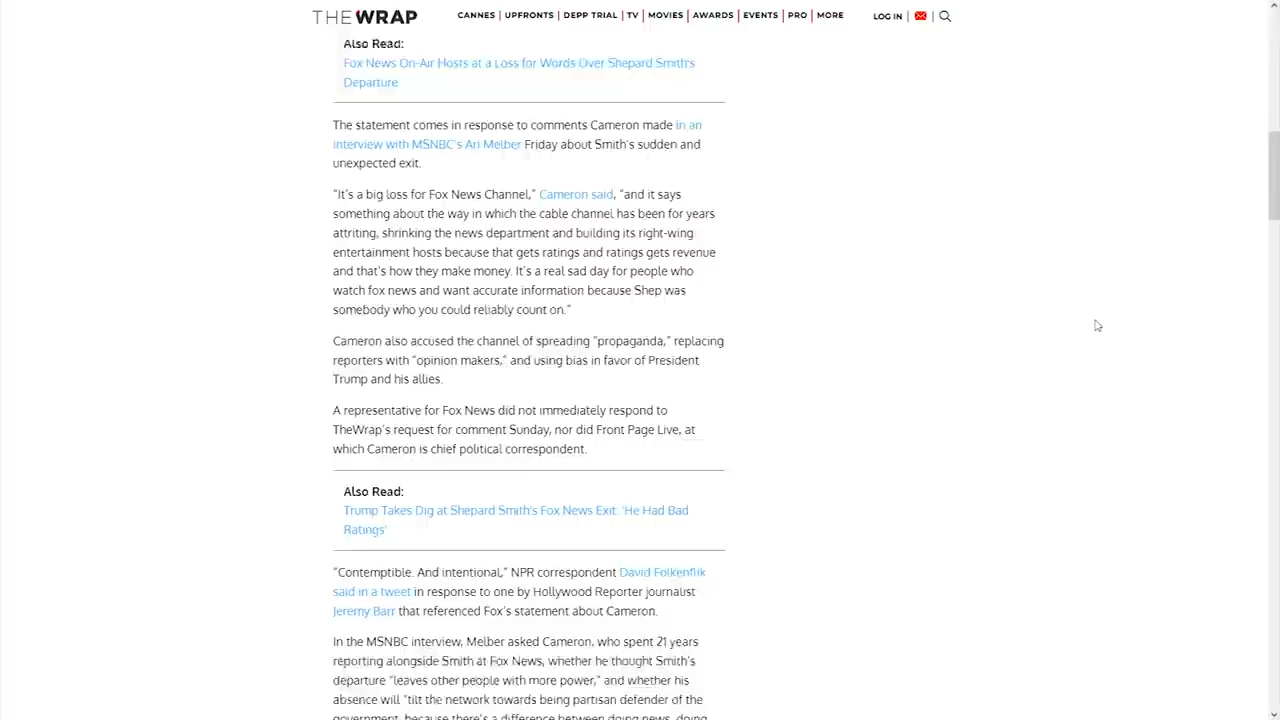 THE WRAP
CANNES | UPFRONTS | DEPP TRIAL | TV | MOVIES | AWARDS | EVENTS | PRO | MORE
LOG IN | |
Also Read:
Fox News On-Air Hosts at a Loss for Words Over Shepard Smith's
Departure
The statement comes in response to comments Cameron made in an
interview with MSNBC's Ari Melber Friday about Smith's sudden and
unexpected exit.
“It's a big loss for Fox News Channel,” Cameron said, “and it says
something about the way in which the cable channel has been for years
attriting, shrinking the news department and building its right-wing
entertainment hosts because that gets ratings and ratings gets revenue
and that's how they make money. It's a real sad day for people who
watch fox news and want accurate information because Shep was
somebody who you could reliably count on.”
Cameron also accused the channel of spreading “propaganda,” replacing
reporters with “opinion makers,” and using bias in favor of President
Trump and his allies.
A representative for Fox News did not immediately respond to
TheWrap's request for comment Sunday, nor did Front Page Live, at
which Cameron is chief political correspondent.
Also Read:
Trump Takes Dig at Shepard Smith's Fox News Exit: 'He Had Bad
Ratings'
“Contemptible. And intentional,” NPR correspondent David Folkenflik
said in a tweet in response to one by Hollywood Reporter journalist
Jeremy Barr that referenced Fox's statement about Cameron.
In the MSNBC interview, Melber asked Cameron, who spent 21 years
reporting alongside Smith at Fox News, whether he thought Smith's
departure “leaves other people with more power,” and whether his
absence will “tilt the network towards being partisan defender of the
government, because there's a difference between doing news, doing